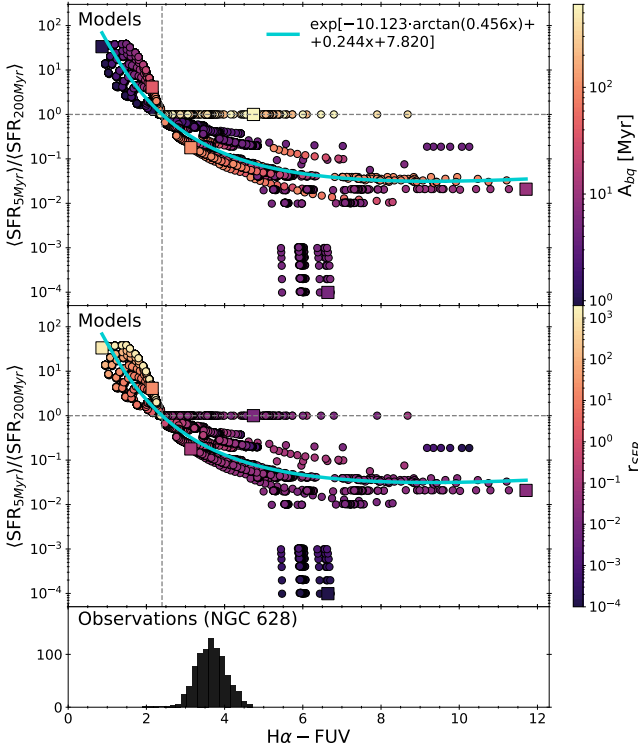 Models
exp[−10.123·arctan(0.456x)+
+0.244x+7.820]
10²
10¹
10⁰
10⁻¹
10⁻²
10⁻³
10⁻⁴
⟨SFR5Myr⟩/⟨SFR200Myr⟩
10²
10¹
10⁰
A_bq [Myr]
Models
10²
10¹
10⁰
10⁻¹
10⁻²
10⁻³
10⁻⁴
⟨SFR5Myr⟩/⟨SFR200Myr⟩
10³
10²
10¹
10⁰
10⁻¹
10⁻²
10⁻³
10⁻⁴
r_SFR
Observations (NGC 628)
100
0
0 2 4 6 8 10 12
Hα − FUV